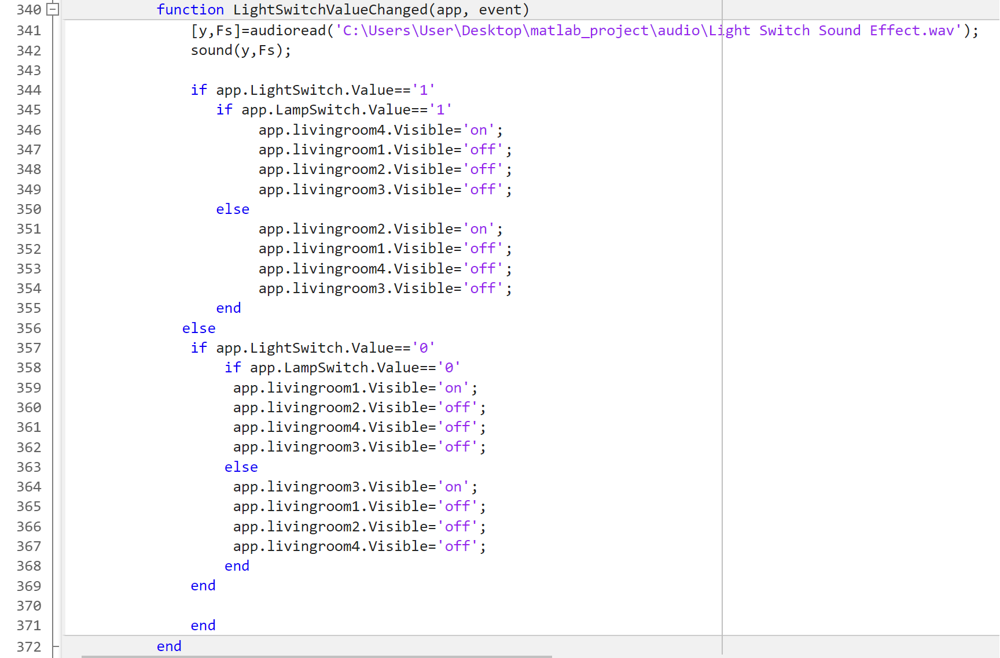 340 function LightSwitchValueChanged(app, event)
341 [y,Fs]=audioread('C:\Users\User\Desktop\matlab_project\audio\Light Switch Sound Effect.wav');
342 sound(y,Fs);
343
344 if app.LightSwitch.Value=='1'
345 if app.LampSwitch.Value=='1'
346 app.livingroom4.Visible='on';
347 app.livingroom1.Visible='off';
348 app.livingroom2.Visible='off';
349 app.livingroom3.Visible='off';
350 else
351 app.livingroom2.Visible='on';
352 app.livingroom1.Visible='off';
353 app.livingroom4.Visible='off';
354 app.livingroom3.Visible='off';
355 end
356 else
357 if app.LightSwitch.Value=='0'
358 if app.LampSwitch.Value=='0'
359 app.livingroom1.Visible='on';
360 app.livingroom2.Visible='off';
361 app.livingroom4.Visible='off';
362 app.livingroom3.Visible='off';
363 else
364 app.livingroom3.Visible='on';
365 app.livingroom1.Visible='off';
366 app.livingroom2.Visible='off';
367 app.livingroom4.Visible='off';
368 end
369 end
370
371 end
372 end